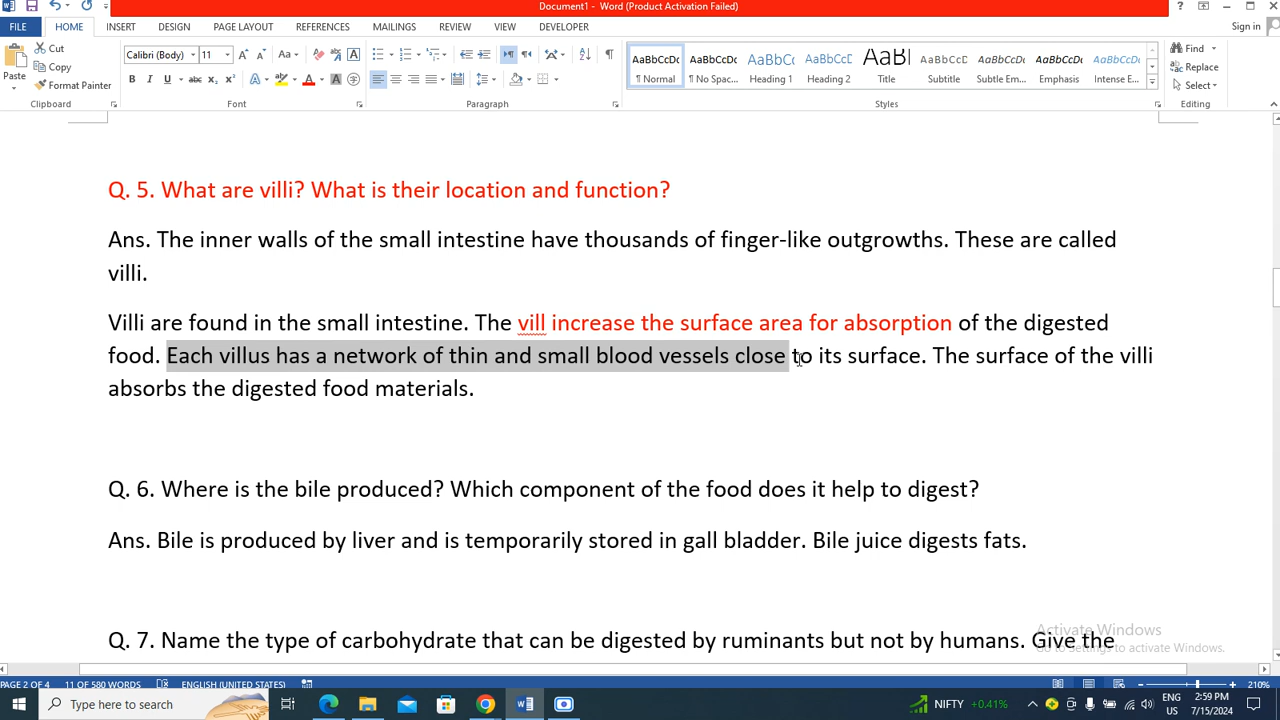 Document1 - Word (Product Activation Failed)
FILE HOME INSERT DESIGN PAGE LAYOUT REFERENCES MAILINGS REVIEW VIEW DEVELOPER Sign in
Paste Cut Copy Format Painter Calibri (Body) 11 AaBbCcDc ¶ Normal AaBbCcDc ¶ No Spac... AaBbC Heading 1 AaBbCcD Heading 2 AaBl Title AaBbCcC Subtitle AaBbCcDc Subtle Em... AaBbCcDc Emphasis AaBbCcDc Intense E... Find Replace Select
Clipboard Font Paragraph Styles Editing
Q. 5. What are villi? What is their location and function?
Ans. The inner walls of the small intestine have thousands of finger-like outgrowths. These are called
villi.
Villi are found in the small intestine. The vill increase the surface area for absorption of the digested
food. Each villus has a network of thin and small blood vessels close to its surface. The surface of the villi
absorbs the digested food materials.
Q. 6. Where is the bile produced? Which component of the food does it help to digest?
Ans. Bile is produced by liver and is temporarily stored in gall bladder. Bile juice digests fats.
Q. 7. Name the type of carbohydrate that can be digested by ruminants but not by humans. Give the
Activate Windows
Go to Settings to activate Windows.
PAGE 2 OF 4 11 OF 580 WORDS ENGLISH (UNITED STATES) 210%
Type here to search NIFTY +0.41% ENG US 2:59 PM 7/15/2024